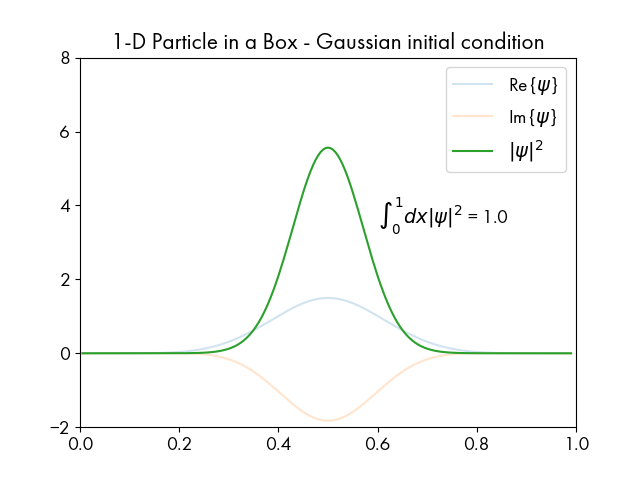 1-D Particle in a Box - Gaussian initial condition
8
6
4
2
0
−2
0.0 0.2 0.4 0.6 0.8 1.0
Re{ψ}
Im{ψ}
|ψ|²
∫₀¹dx|ψ|² = 1.0